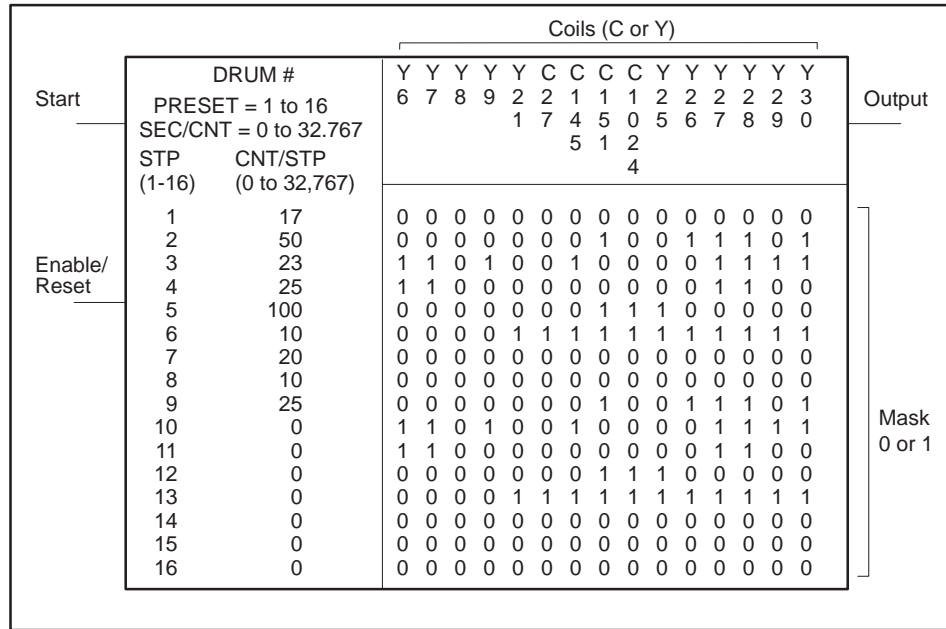 Coils (C or Y)
DRUM #
Y Y Y Y Y C C C C Y Y Y Y Y Y
Start
PRESET = 1 to 16
6 7 8 9 2 2 1 1 1 2 2 2 2 2 3
Output
SEC/CNT = 0 to 32.767
1 7 4 5 0 5 6 7 8 9 0
5 1 2
4
STP CNT/STP
(1-16) (0 to 32,767)
1 17 0 0 0 0 0 0 0 0 0 0 0 0 0 0 0
2 50 0 0 0 0 0 0 0 1 0 0 1 1 1 0 1
Enable/
Reset
3 23 1 1 0 1 0 0 1 0 0 0 0 1 1 1 1
4 25 1 1 0 0 0 0 0 0 0 0 0 1 1 0 0
5 100 0 0 0 0 0 0 0 1 1 1 0 0 0 0 0
6 10 0 0 0 0 1 1 1 1 1 1 1 1 1 1 1
7 20 0 0 0 0 0 0 0 0 0 0 0 0 0 0 0
8 10 0 0 0 0 0 0 0 0 0 0 0 0 0 0 0
9 25 0 0 0 0 0 0 0 1 0 0 1 1 1 0 1
10 0 1 1 0 1 0 0 1 0 0 0 0 1 1 1 1
Mask
0 or 1
11 0 1 1 0 0 0 0 0 0 0 0 0 1 1 0 0
12 0 0 0 0 0 0 0 0 1 1 1 0 0 0 0 0
13 0 0 0 0 0 1 1 1 1 1 1 1 1 1 1 1
14 0 0 0 0 0 0 0 0 0 0 0 0 0 0 0 0
15 0 0 0 0 0 0 0 0 0 0 0 0 0 0 0 0
16 0 0 0 0 0 0 0 0 0 0 0 0 0 0 0 0